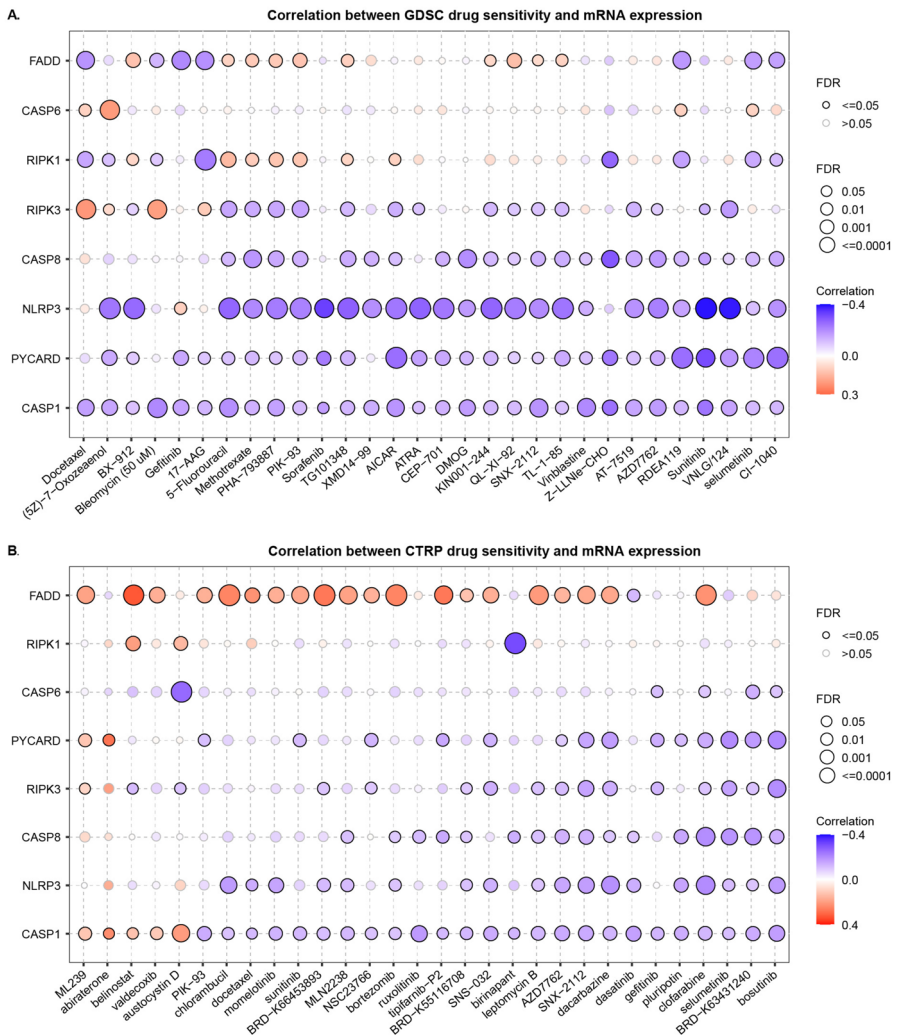 A.
Correlation between GDSC drug sensitivity and mRNA expression
FADD
CASP6
RIPK1
RIPK3
CASP8
NLRP3
PYCARD
CASP1
Docetaxel
(5Z)-7-Oxozeaenol
BX-912
Bleomycin (50 uM)
Gefitinib
17-AAG
5-Fluorouracil
Methotrexate
PHA-793887
PIK-93
Sorafenib
TG101348
XMD14-99
AICAR
ATRA
CEP-701
DMOG
KIN001-244
QL-XI-92
SNX-2112
TL-1-85
Vinblastine
Z-LLNle-CHO
AT-7519
AZD7762
RDEA119
Sunitinib
VNLG/124
selumetinib
CI-1040
FDR
<=0.05
>0.05
FDR
0.05
0.01
0.001
<=0.0001
Correlation
-0.4
0.0
0.3
B.
Correlation between CTRP drug sensitivity and mRNA expression
FADD
RIPK1
CASP6
PYCARD
RIPK3
CASP8
NLRP3
CASP1
ML239
abiraterone
belinostat
valdecoxib
austocystin D
PIK-93
chlorambucil
docetaxel
momelotinib
sunitinib
BRD-K66453893
MLN2238
NSC23766
bortezomib
ruxolitinib
tipifarnib-P2
BRD-K55116708
SNS-032
birinapant
leptomycin B
AZD7762
SNX-2112
dacarbazine
dasatinib
gefitinib
pluripotin
clofarabine
selumetinib
BRD-K63431240
bosutinib
FDR
<=0.05
>0.05
FDR
0.05
0.01
0.001
<=0.0001
Correlation
-0.4
0.0
0.4